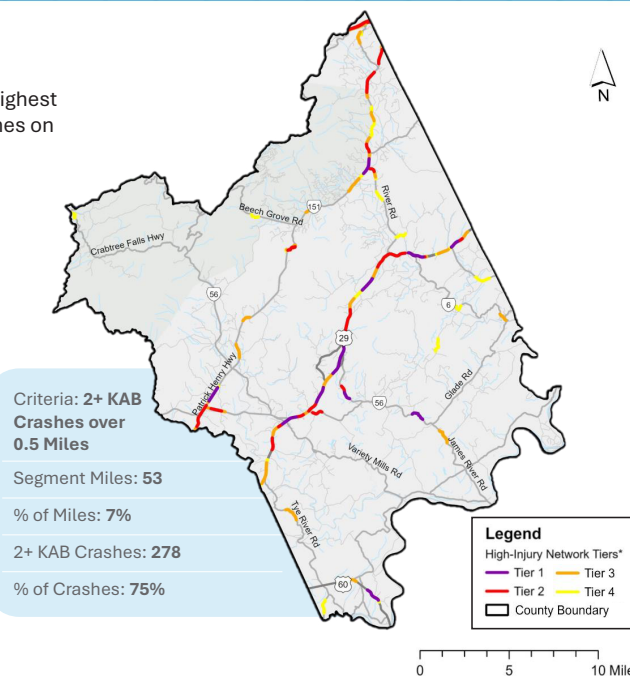 ighest
nes on
N
151
River Rd
Beech Grove Rd
Crabtree Falls Hwy
56
6
29
Patrick Henry Hwy
56
Glade Rd
James River Rd
Variety Mills Rd
Tye River Rd
60
Criteria: 2+ KAB
Crashes over
0.5 Miles
Segment Miles: 53
% of Miles: 7%
2+ KAB Crashes: 278
% of Crashes: 75%
Legend
High-Injury Network Tiers*
Tier 1 Tier 3
Tier 2 Tier 4
County Boundary
0 5 10 Mile